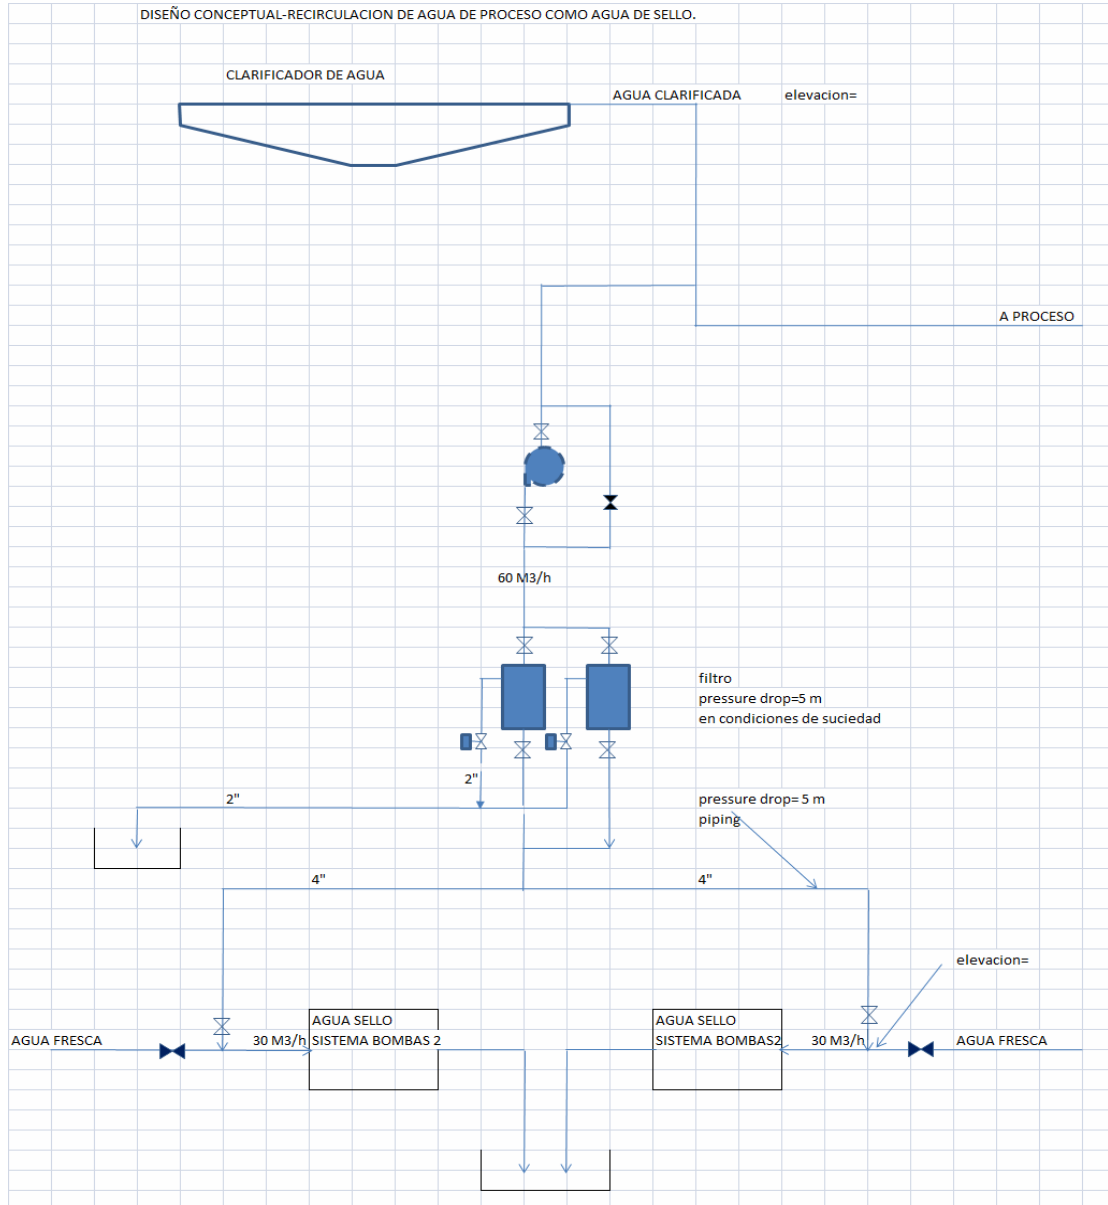 DISEÑO CONCEPTUAL-RECIRCULACION DE AGUA DE PROCESO COMO AGUA DE SELLO.
CLARIFICADOR DE AGUA
AGUA CLARIFICADA
elevacion=
A PROCESO
60 M3/h
filtro
pressure drop=5 m
en condiciones de suciedad
2"
2"
pressure drop= 5 m
piping
4"
4"
elevacion=
AGUA FRESCA
30 M3/h
AGUA SELLO
SISTEMA BOMBAS 2
AGUA SELLO
SISTEMA BOMBAS2
30 M3/h
AGUA FRESCA